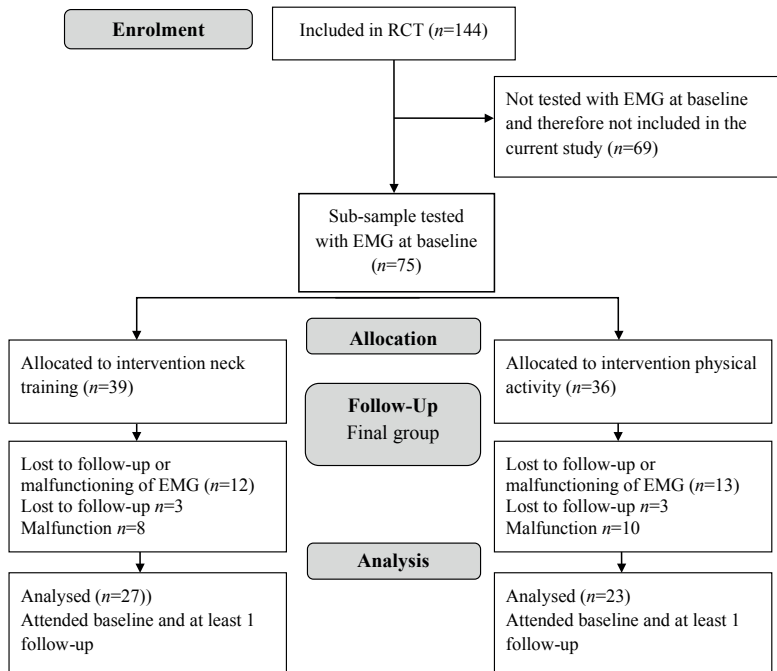 Enrolment
Included in RCT (n=144)
Not tested with EMG at baseline
and therefore not included in the
current study (n=69)
Sub-sample tested
with EMG at baseline
(n=75)
Allocation
Allocated to intervention neck
training (n=39)
Allocated to intervention physical
activity (n=36)
Follow-Up
Final group
Lost to follow-up or
malfunctioning of EMG (n=12)
Lost to follow-up n=3
Malfunction n=8
Lost to follow-up or
malfunctioning of EMG (n=13)
Lost to follow-up n=3
Malfunction n=10
Analysis
Analysed (n=27))
Attended baseline and at least 1
follow-up
Analysed (n=23)
Attended baseline and at least 1
follow-up